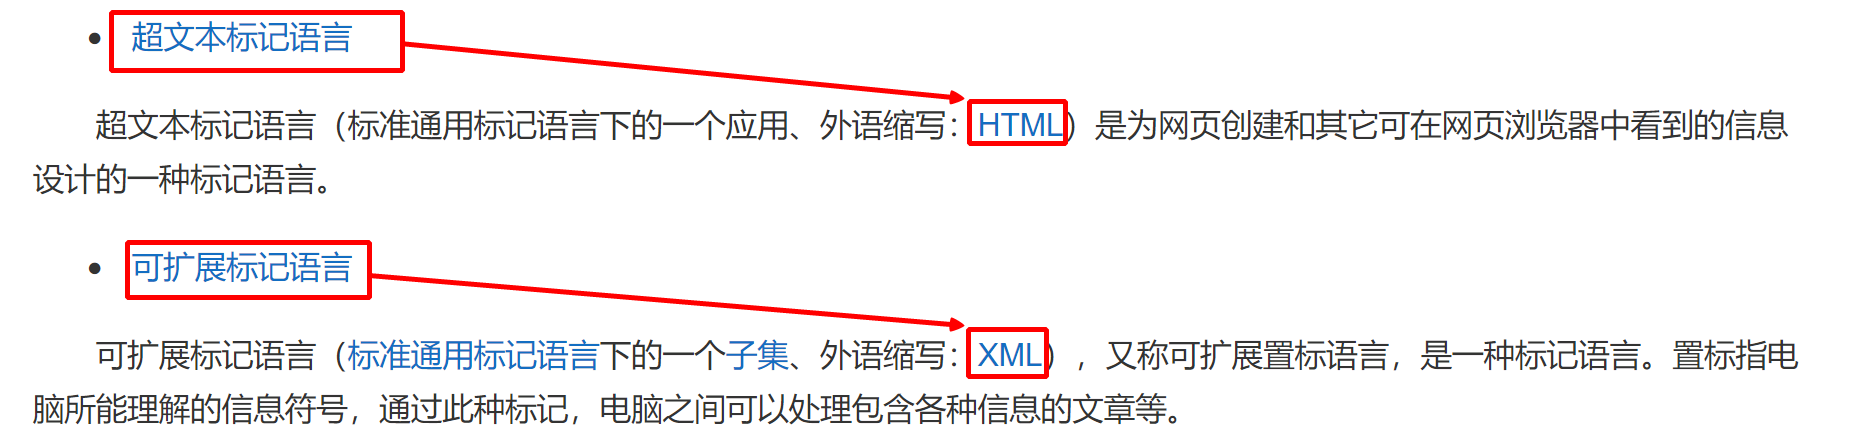 超文本标记语言
超文本标记语言（标准通用标记语言下的一个应用、外语缩写：HTML）是为网页创建和其它可在网页浏览器中看到的信息
设计的一种标记语言。
可扩展标记语言
可扩展标记语言（标准通用标记语言下的一个子集、外语缩写：XML），又称可扩展置标语言，是一种标记语言。置标指电
脑所能理解的信息符号，通过此种标记，电脑之间可以处理包含各种信息的文章等。